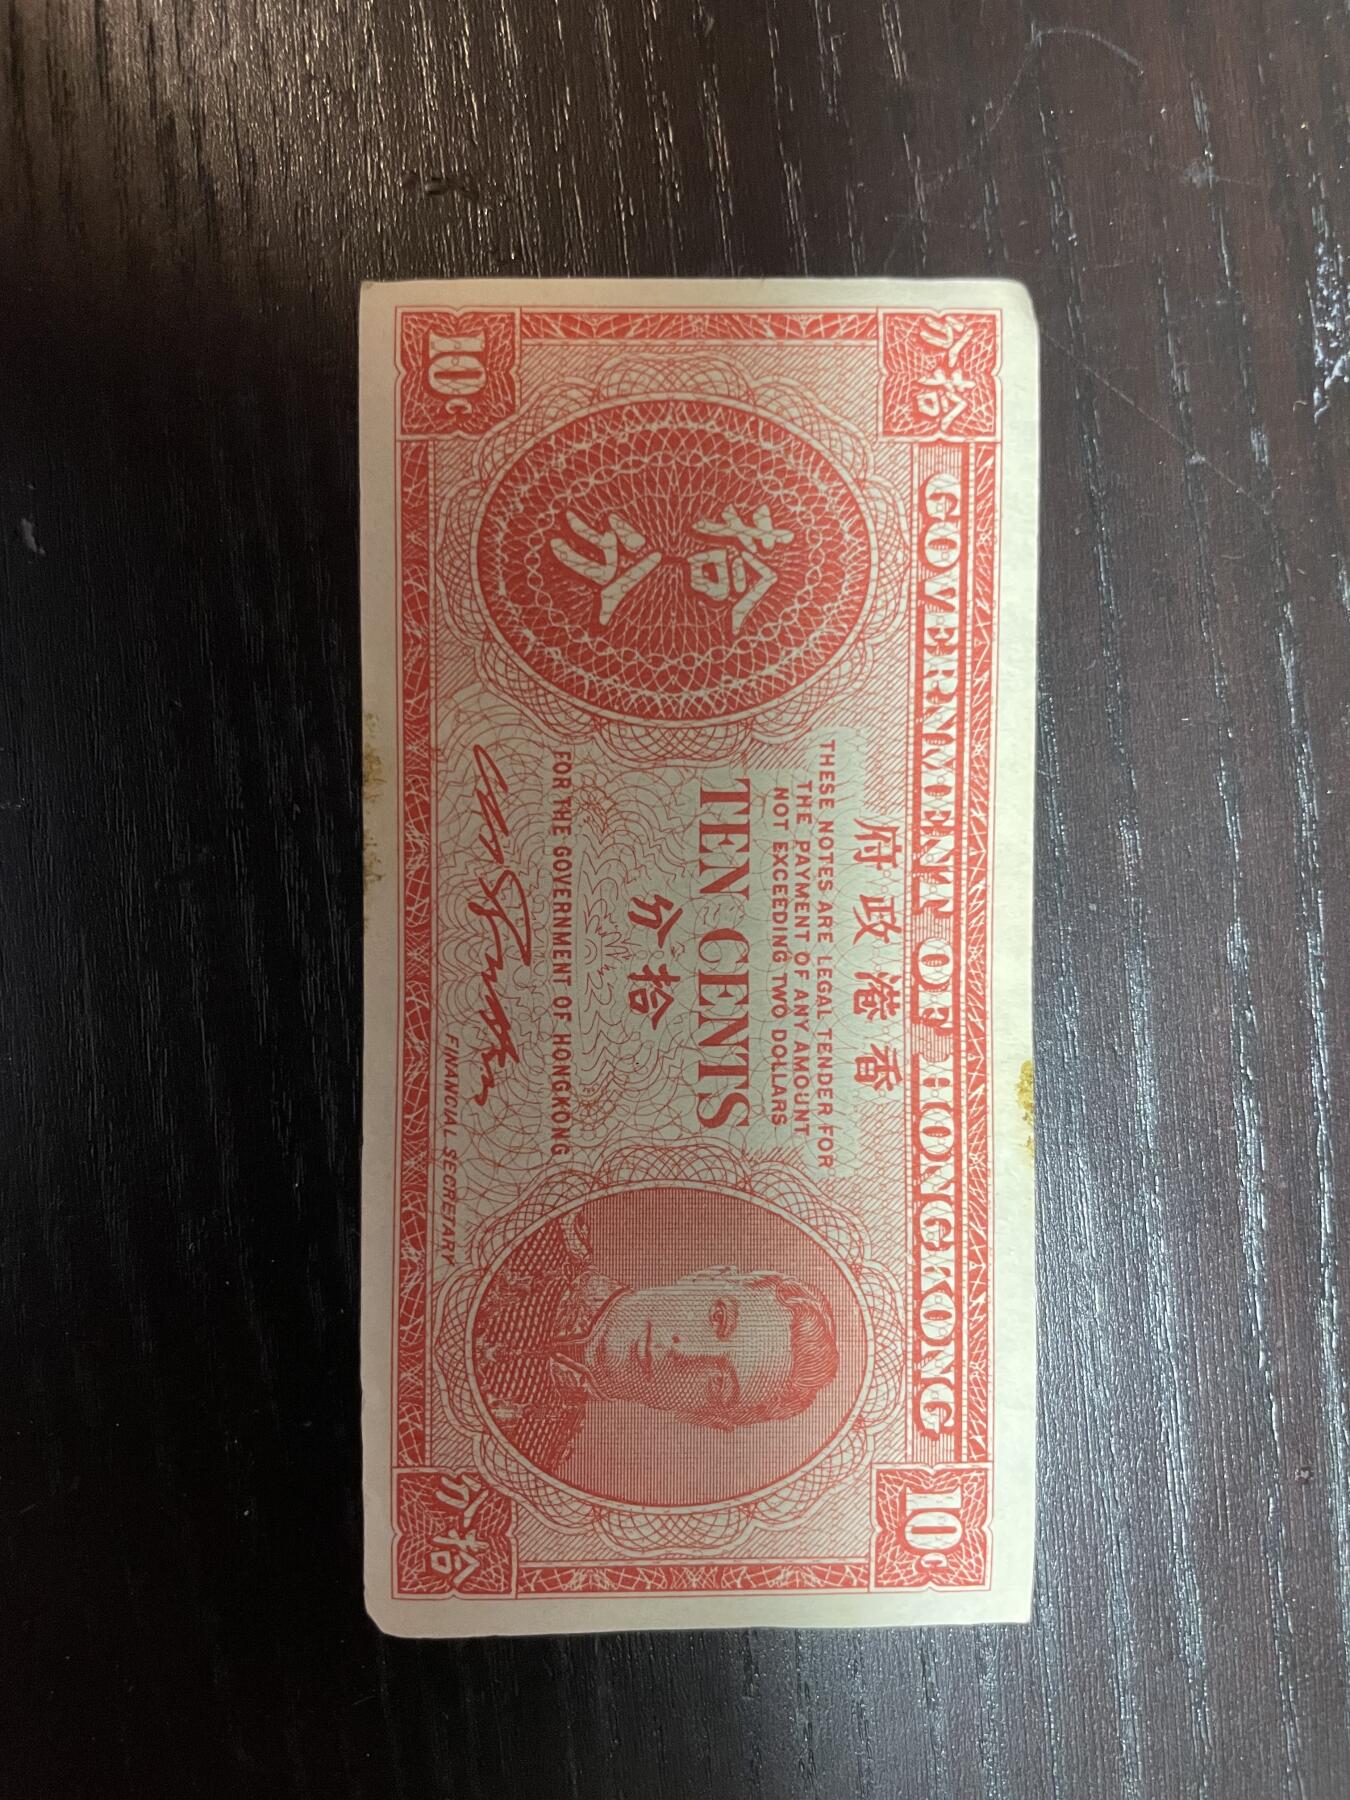 分拾
GOVERNMENT OF HONGKONG
10c
府政港香
THESE NOTES ARE LEGAL TENDER FOR
THE PAYMENT OF ANY AMOUNT
NOT EXCEEDING TWO DOLLARS
拾分
TEN CENTS
分拾
FOR THE GOVERNMENT OF HONGKONG
FINANCIAL SECRETARY
10c
分拾